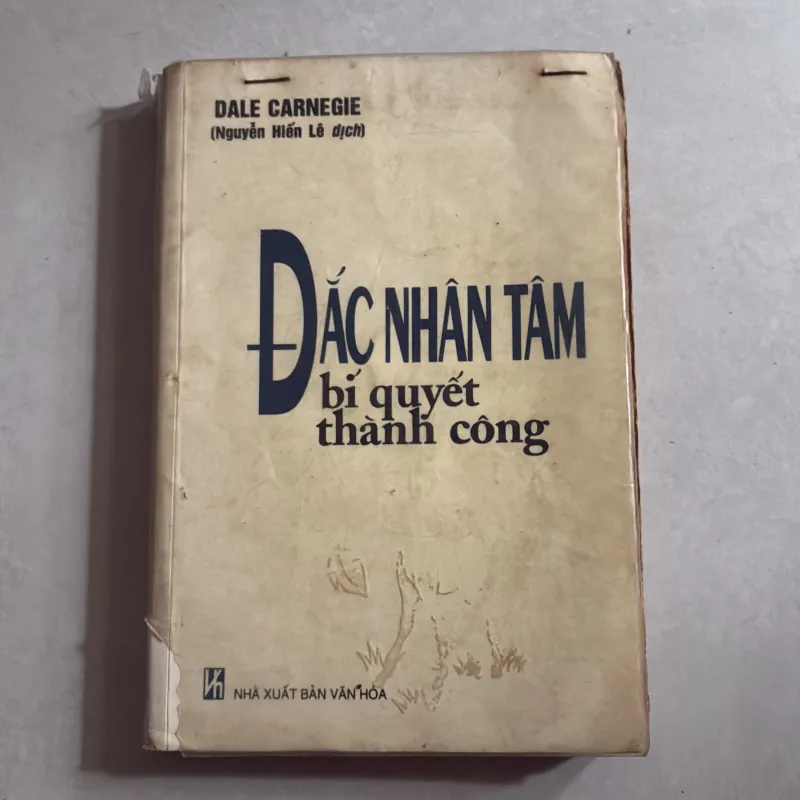 DALE CARNEGIE
(Nguyễn Hiến Lê dịch)
ĐẮC NHÂN TÂM
bí quyết
thành công
NHÀ XUẤT BẢN VĂN HÓA